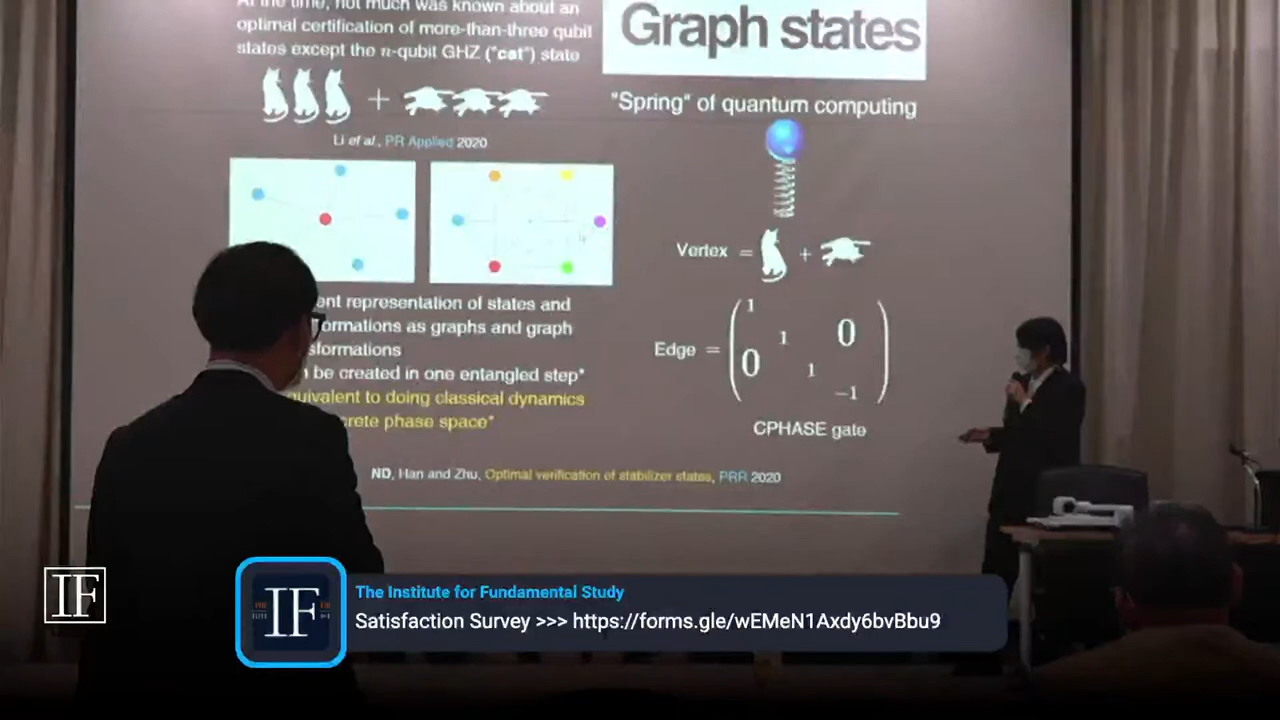 At the time, not much was known about an
optimal certification of more-than-three qubit
states except the n-qubit GHZ ("cat") state
+
Li et al., PR Applied 2020
ent representation of states and
formations as graphs and graph
sformations
be created in one entangled step*
quivalent to doing classical dynamics
crete phase space*
Graph states
"Spring" of quantum computing
Vertex = +
Edge =
1
1 0
0 1
-1
CPHASE gate
ND, Han and Zhu, Optimal verification of stabilizer states, PRR 2020
IF
IF
The Institute for Fundamental Study
Satisfaction Survey >>> https://forms.gle/wEMeN1Axdy6bvBbu9